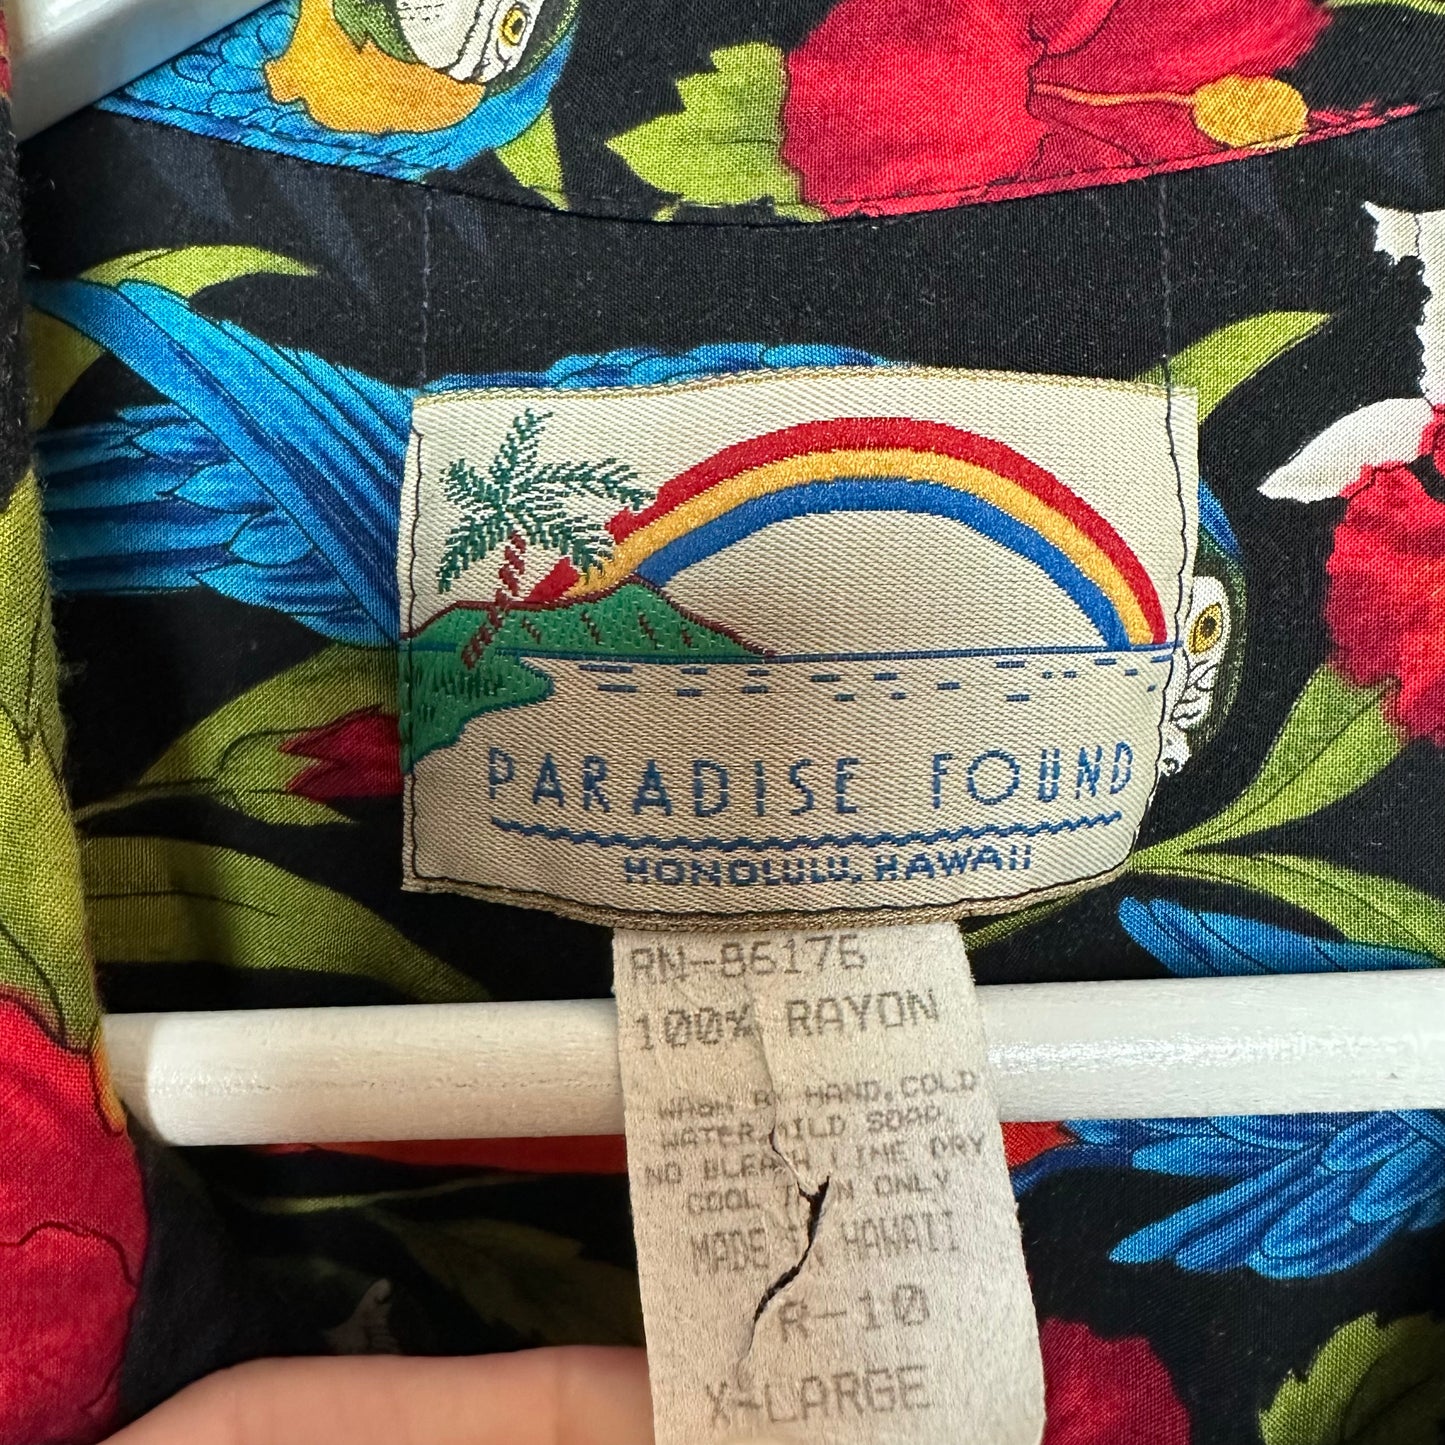 PARADISE FOUND
HONOLULU, HAWAII
RN-86176
100% RAYON
WASH BY HAND, COLD
WATER, MILD SOAP,
NO BLEACH LINE DRY
COOL IRON ONLY
MADE IN HAWAII
R-10
X-LARGE